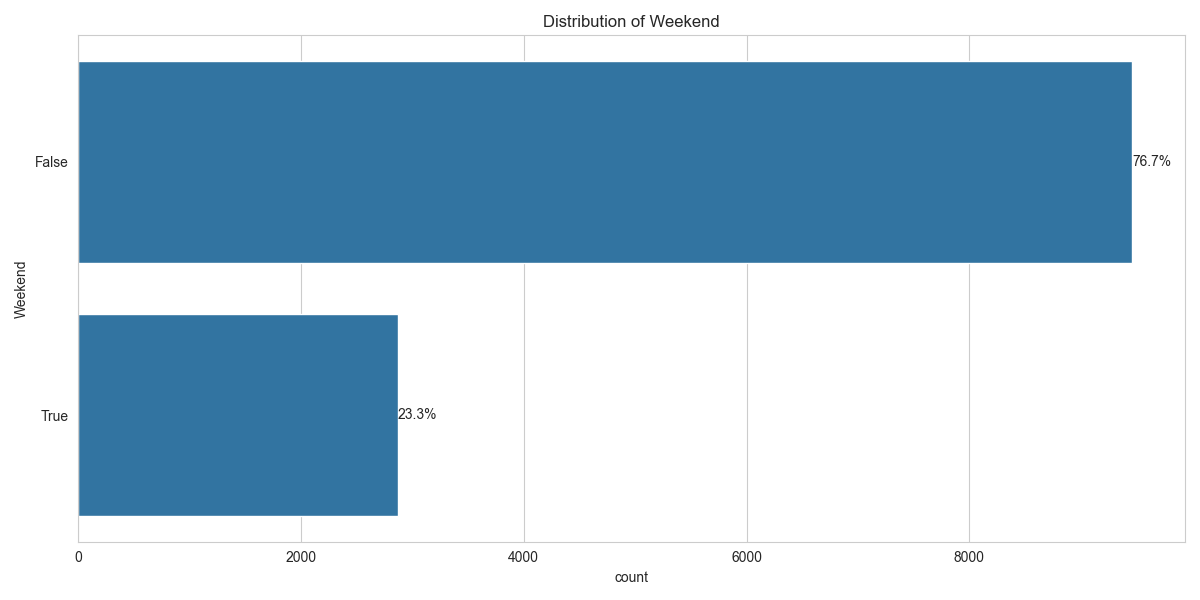 Distribution of Weekend
False
76.7%
Weekend
True
23.3%
0
2000
4000
6000
8000
count